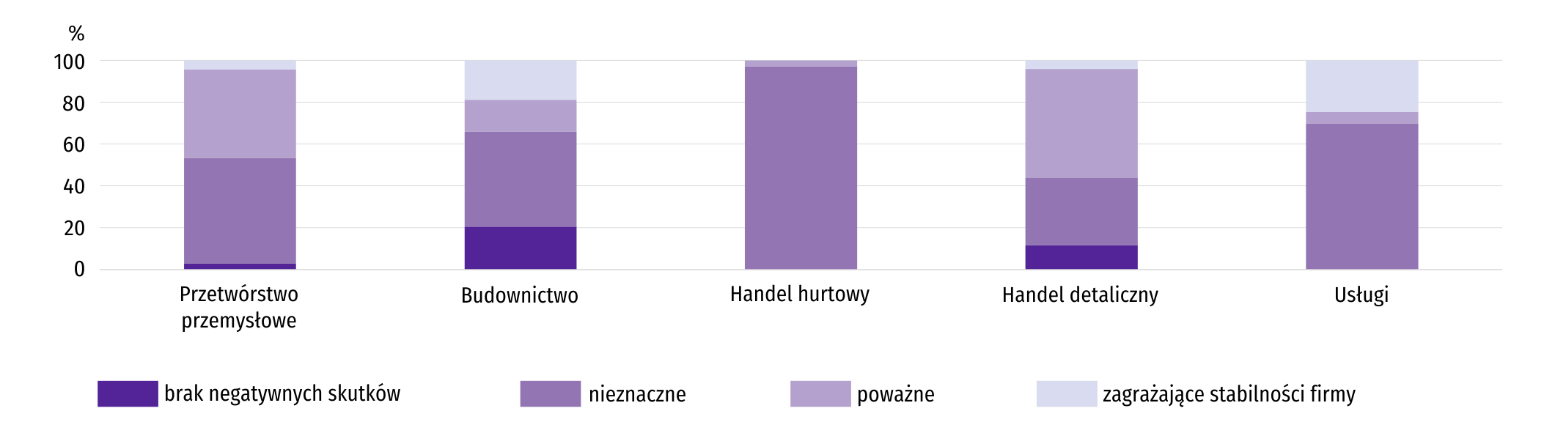 %
100
80
60
40
20
0
Przetwórstwo
przemysłowe
Budownictwo
Handel hurtowy
Handel detaliczny
Usługi
brak negatywnych skutków
nieznaczne
poważne
zagrażające stabilności firmy